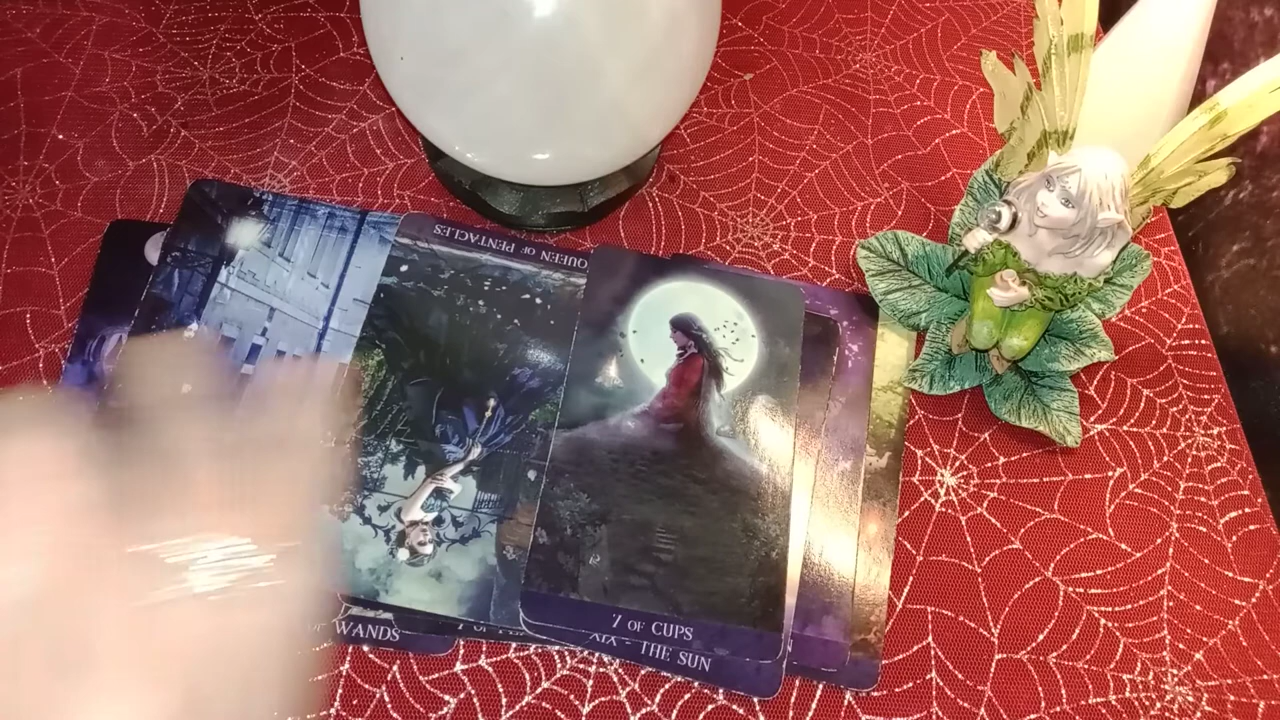 QUEEN OF PENTACLES
7 OF CUPS
XIX - THE SUN
WANDS